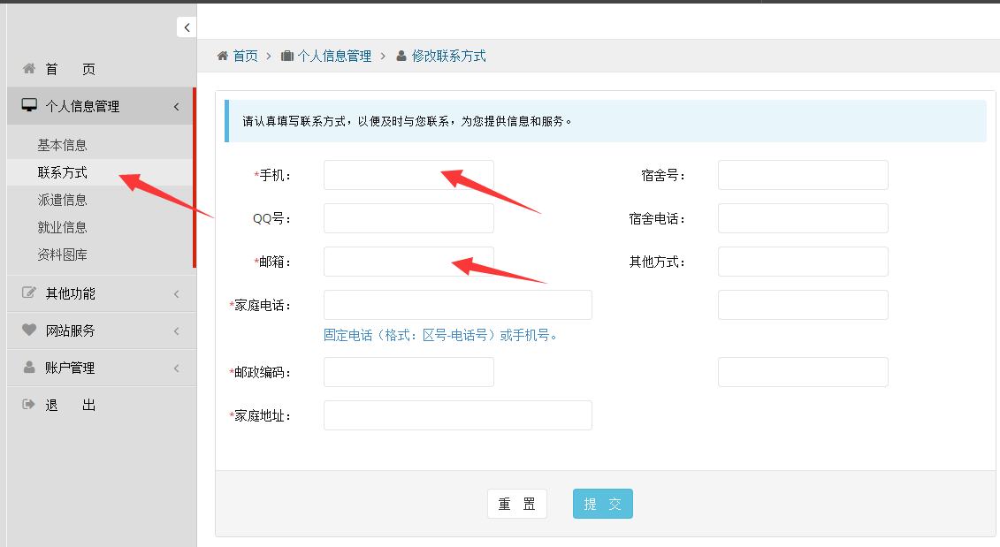 首 页
个人信息管理
基本信息
联系方式
派遣信息
就业信息
资料图库
其他功能
网站服务
账户管理
退 出
首页 > 个人信息管理 > 修改联系方式
请认真填写联系方式，以便及时与您联系，为您提供信息和服务。
*手机： 宿舍号：
QQ号： 宿舍电话：
*邮箱： 其他方式：
*家庭电话：
固定电话（格式：区号-电话号）或手机号。
*邮政编码：
*家庭地址：
重 置 提 交